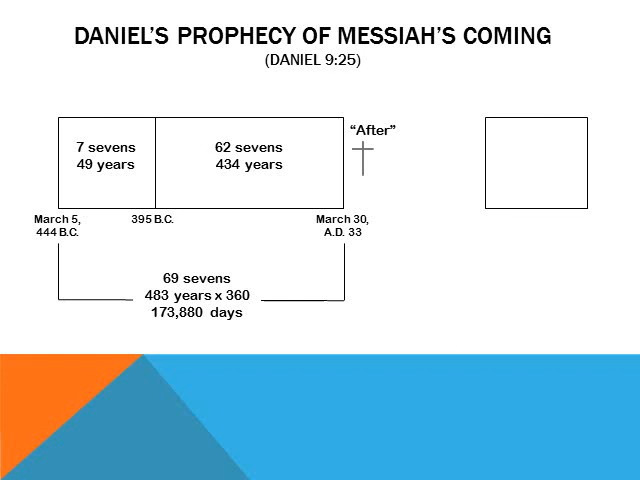 DANIEL'S PROPHECY OF MESSIAH'S COMING
(DANIEL 9:25)
7 sevens
49 years
62 sevens
434 years
“After”
March 5,
444 B.C.
395 B.C.
March 30,
A.D. 33
69 sevens
483 years x 360
173,880 days